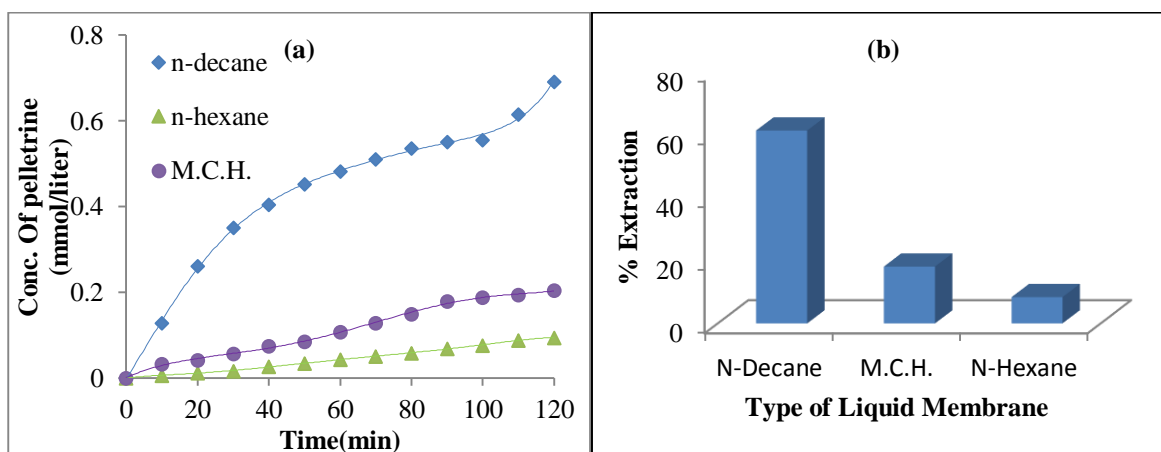 (a)
n-decane
n-hexane
M.C.H.
0.8
0.6
0.4
0.2
0
0 20 40 60 80 100 120
Conc. Of pelletrine
(mmol/liter)
Time(min)
(b)
80
60
40
20
0
% Extraction
N-Decane M.C.H. N-Hexane
Type of Liquid Membrane